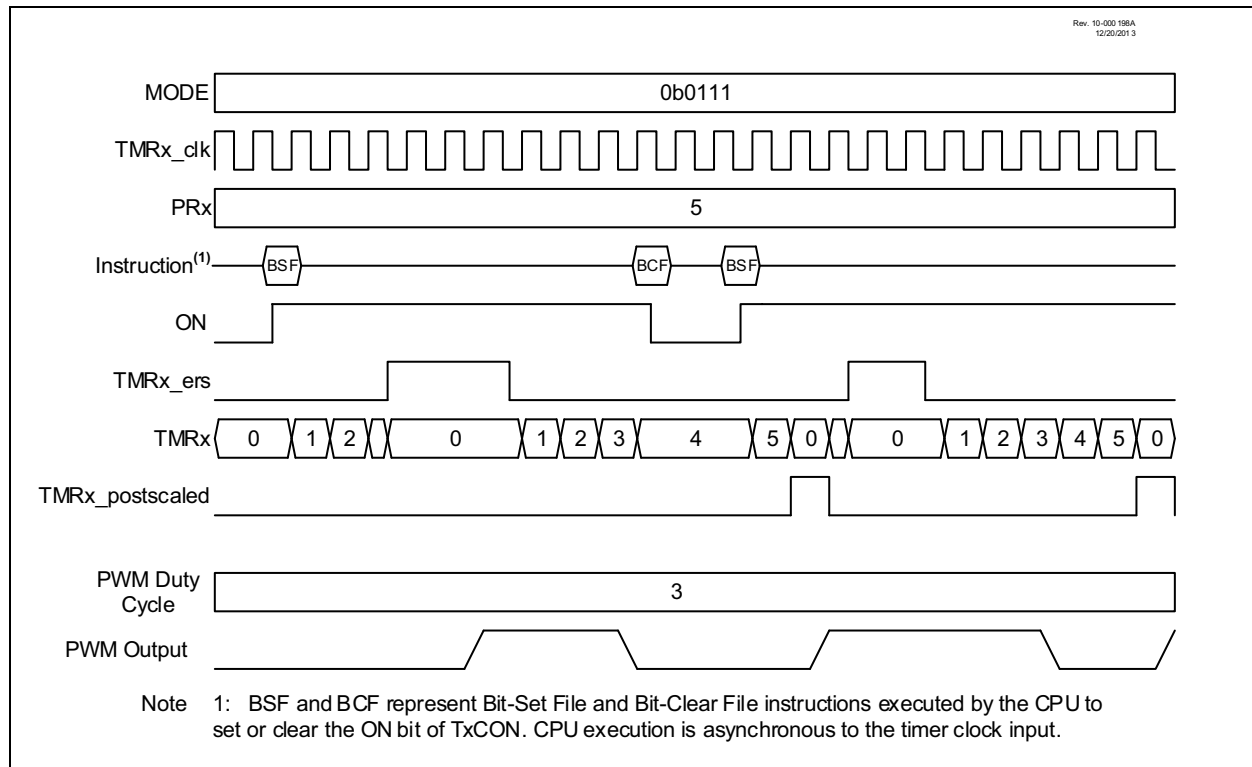 Rev. 10-000 198A
12/20/201 3
MODE
0b0111
TMRx_clk
PRx
5
Instruction(1)
BSF
BCF
BSF
ON
TMRx_ers
TMRx
0 1 2 0 1 2 3 4 5 0 0 1 2 3 4 5 0
TMRx_postscaled
PWM Duty
Cycle
3
PWM Output
Note 1: BSF and BCF represent Bit-Set File and Bit-Clear File instructions executed by the CPU to
set or clear the ON bit of TxCON. CPU execution is asynchronous to the timer clock input.